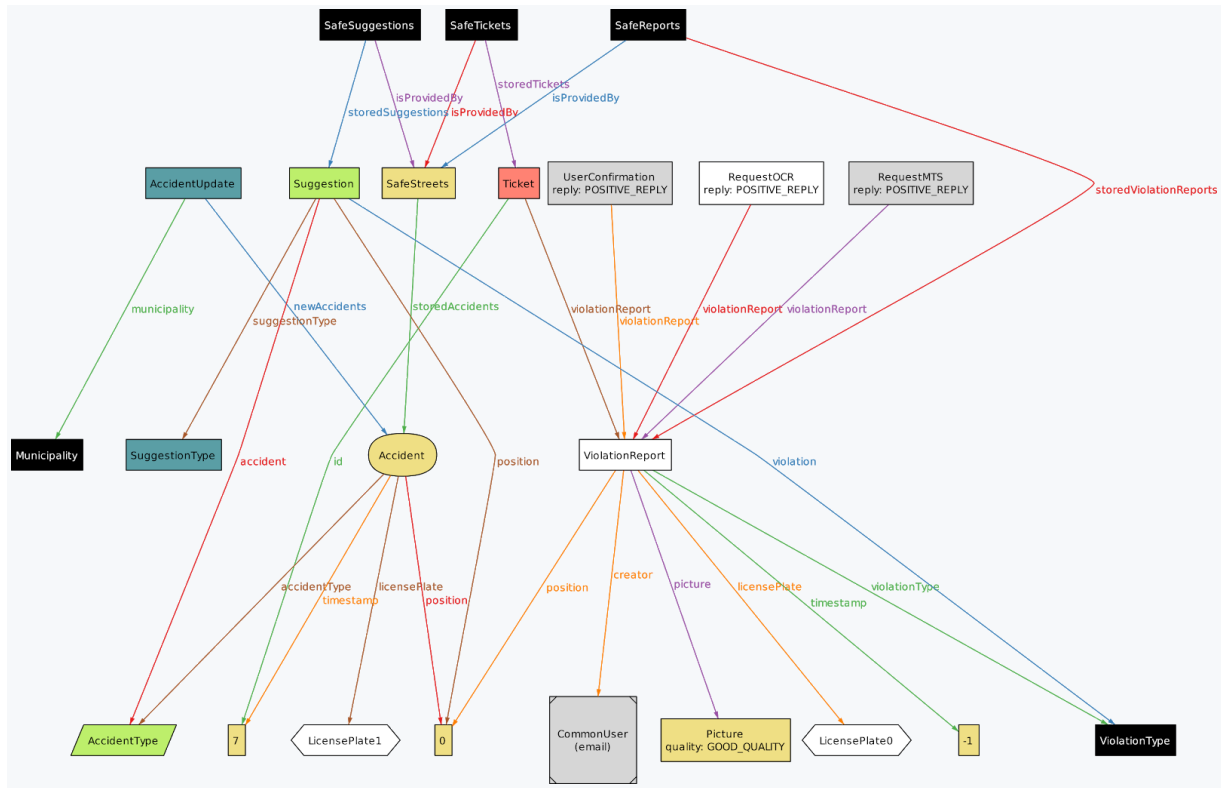 SafeSuggestions
SafeTickets
SafeReports
storedTickets
isProvidedBy
isProvidedBy
storedSuggestions
isProvidedBy
AccidentUpdate
Suggestion
SafeStreets
Ticket
UserConfirmation
reply: POSITIVE_REPLY
RequestOCR
reply: POSITIVE_REPLY
RequestMTS
reply: POSITIVE_REPLY
storedViolationReports
municipality
newAccidents
storedAccidents
suggestionType
violationReport
violationReport
violationReport
violationReport
Municipality
SuggestionType
accident
id
Accident
position
ViolationReport
violation
accidentType
timestamp
licensePlate
position
position
creator
picture
licensePlate
timestamp
violationType
AccidentType
7
LicensePlate1
0
CommonUser
(email)
Picture
quality: GOOD_QUALITY
LicensePlate0
-1
ViolationType